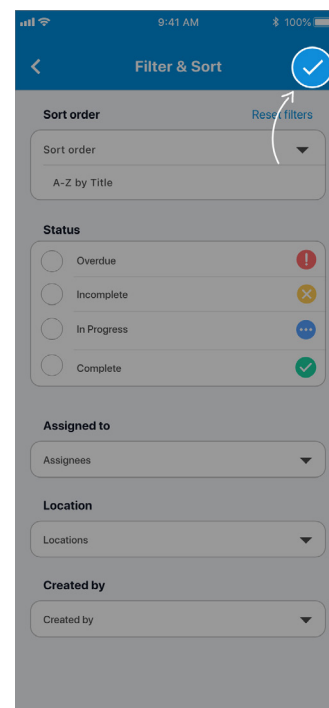 9:41 AM 100%
Filter & Sort
Sort order Reset filters
Sort order
A-Z by Title
Status
Overdue
Incomplete
In Progress
Complete
Assigned to
Assignees
Location
Locations
Created by
Created by